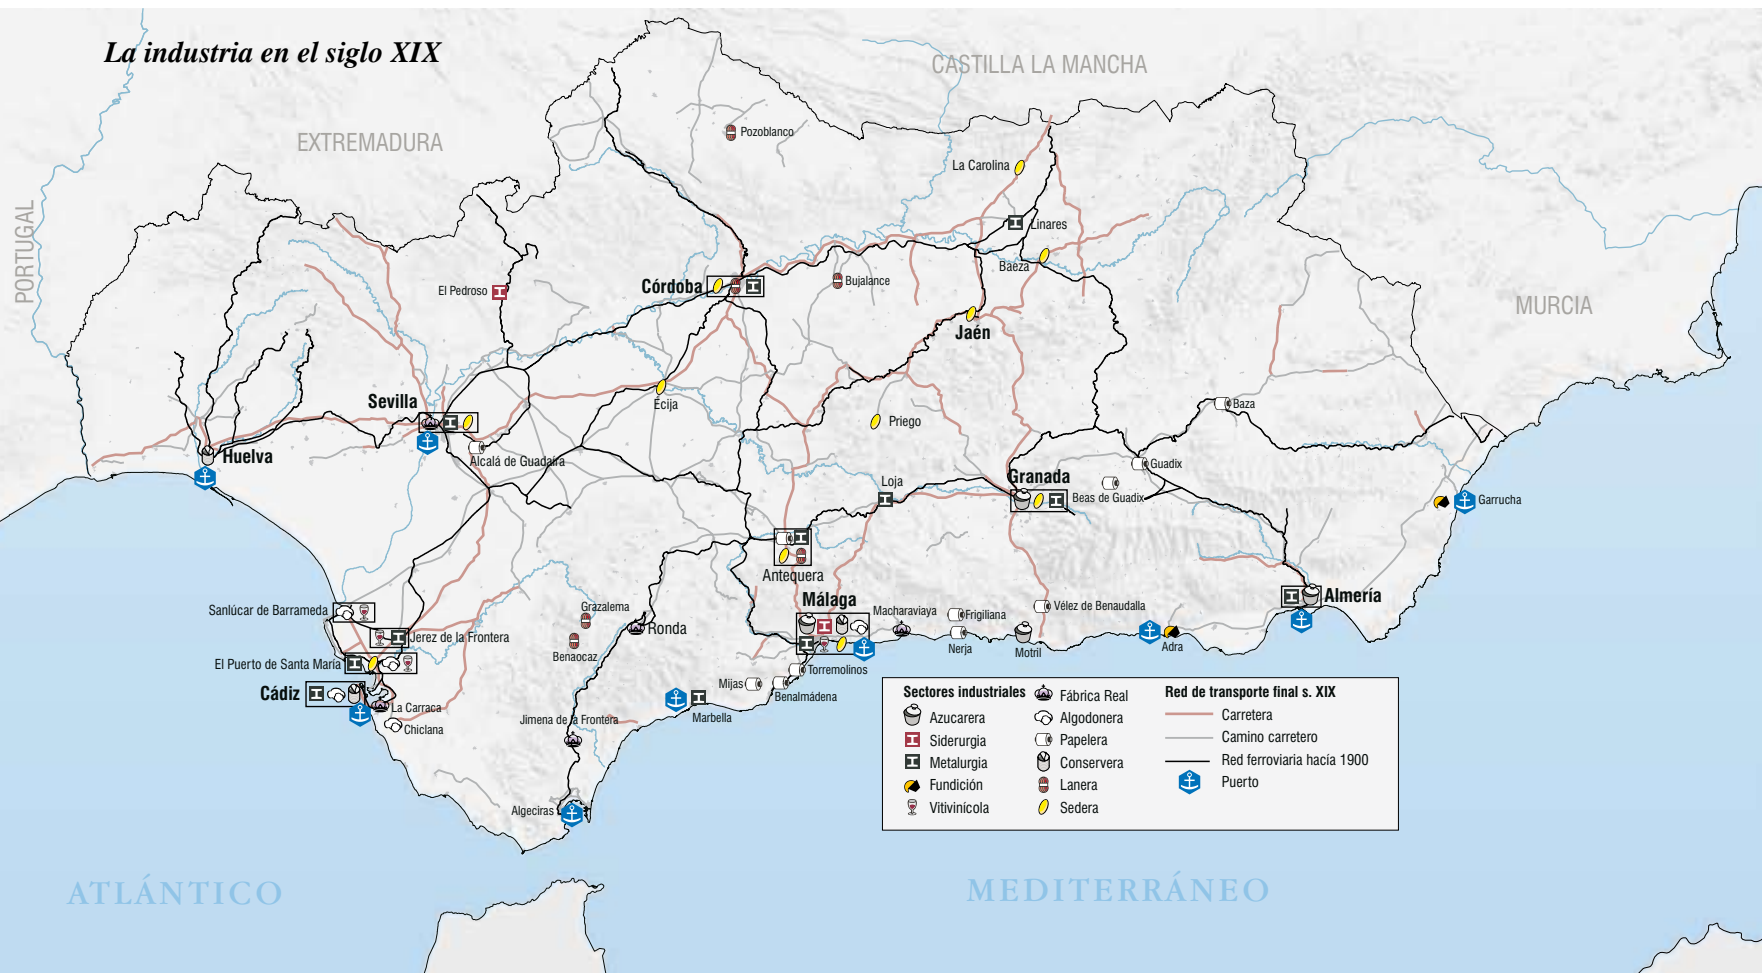 La industria en el siglo XIX
CASTILLA LA MANCHA
EXTREMADURA
PORTUGAL
MURCIA
Pozoblanco
La Carolina
Linares
Baeza
El Pedroso
Córdoba
Bujalance
Jaén
Sevilla
Écija
Priego
Baza
Huelva
Alcalá de Guadaira
Loja
Granada
Guadix
Beas de Guadix
Garrucha
Antequera
Málaga
Almería
Sanlúcar de Barrameda
Grazalema
Ronda
Macharaviaya
Frigiliana
Vélez de Benaudalla
Jerez de la Frontera
Benaocaz
Nerja
Motril
Adra
El Puerto de Santa María
Torremolinos
Mijas
Benalmádena
Cádiz
La Carraca
Chiclana
Jimena de la Frontera
Marbella
Algeciras
Sectores industriales
Azucarera
Siderurgia
Metalurgia
Fundición
Vitivinícola
Fábrica Real
Algodonera
Papelera
Conservera
Lanera
Sedera
Red de transporte final s. XIX
Carretera
Camino carretero
Red ferroviaria hacía 1900
Puerto
ATLÁNTICO
MEDITERRÁNEO